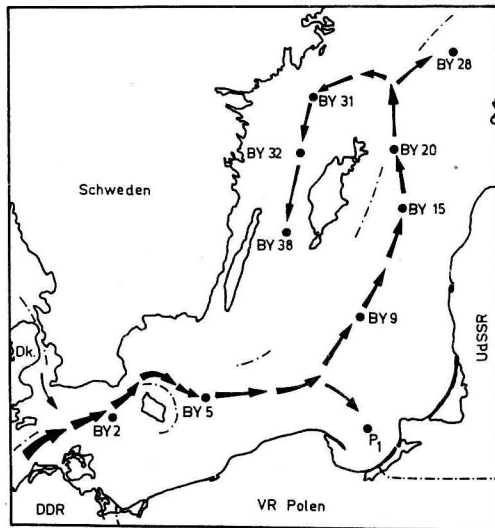 BY 28
BY 31
BY 32
BY 20
Schweden
BY 15
BY 38
BY 9
UdSSR
Dk.
BY 5
BY 2
P1
DDR
VR Polen